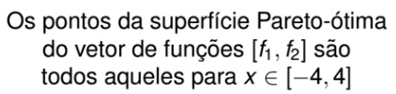 Os pontos da superfície Pareto-ótima
do vetor de funções [f₁, f₂] são
todos aqueles para x ∈ [−4, 4]